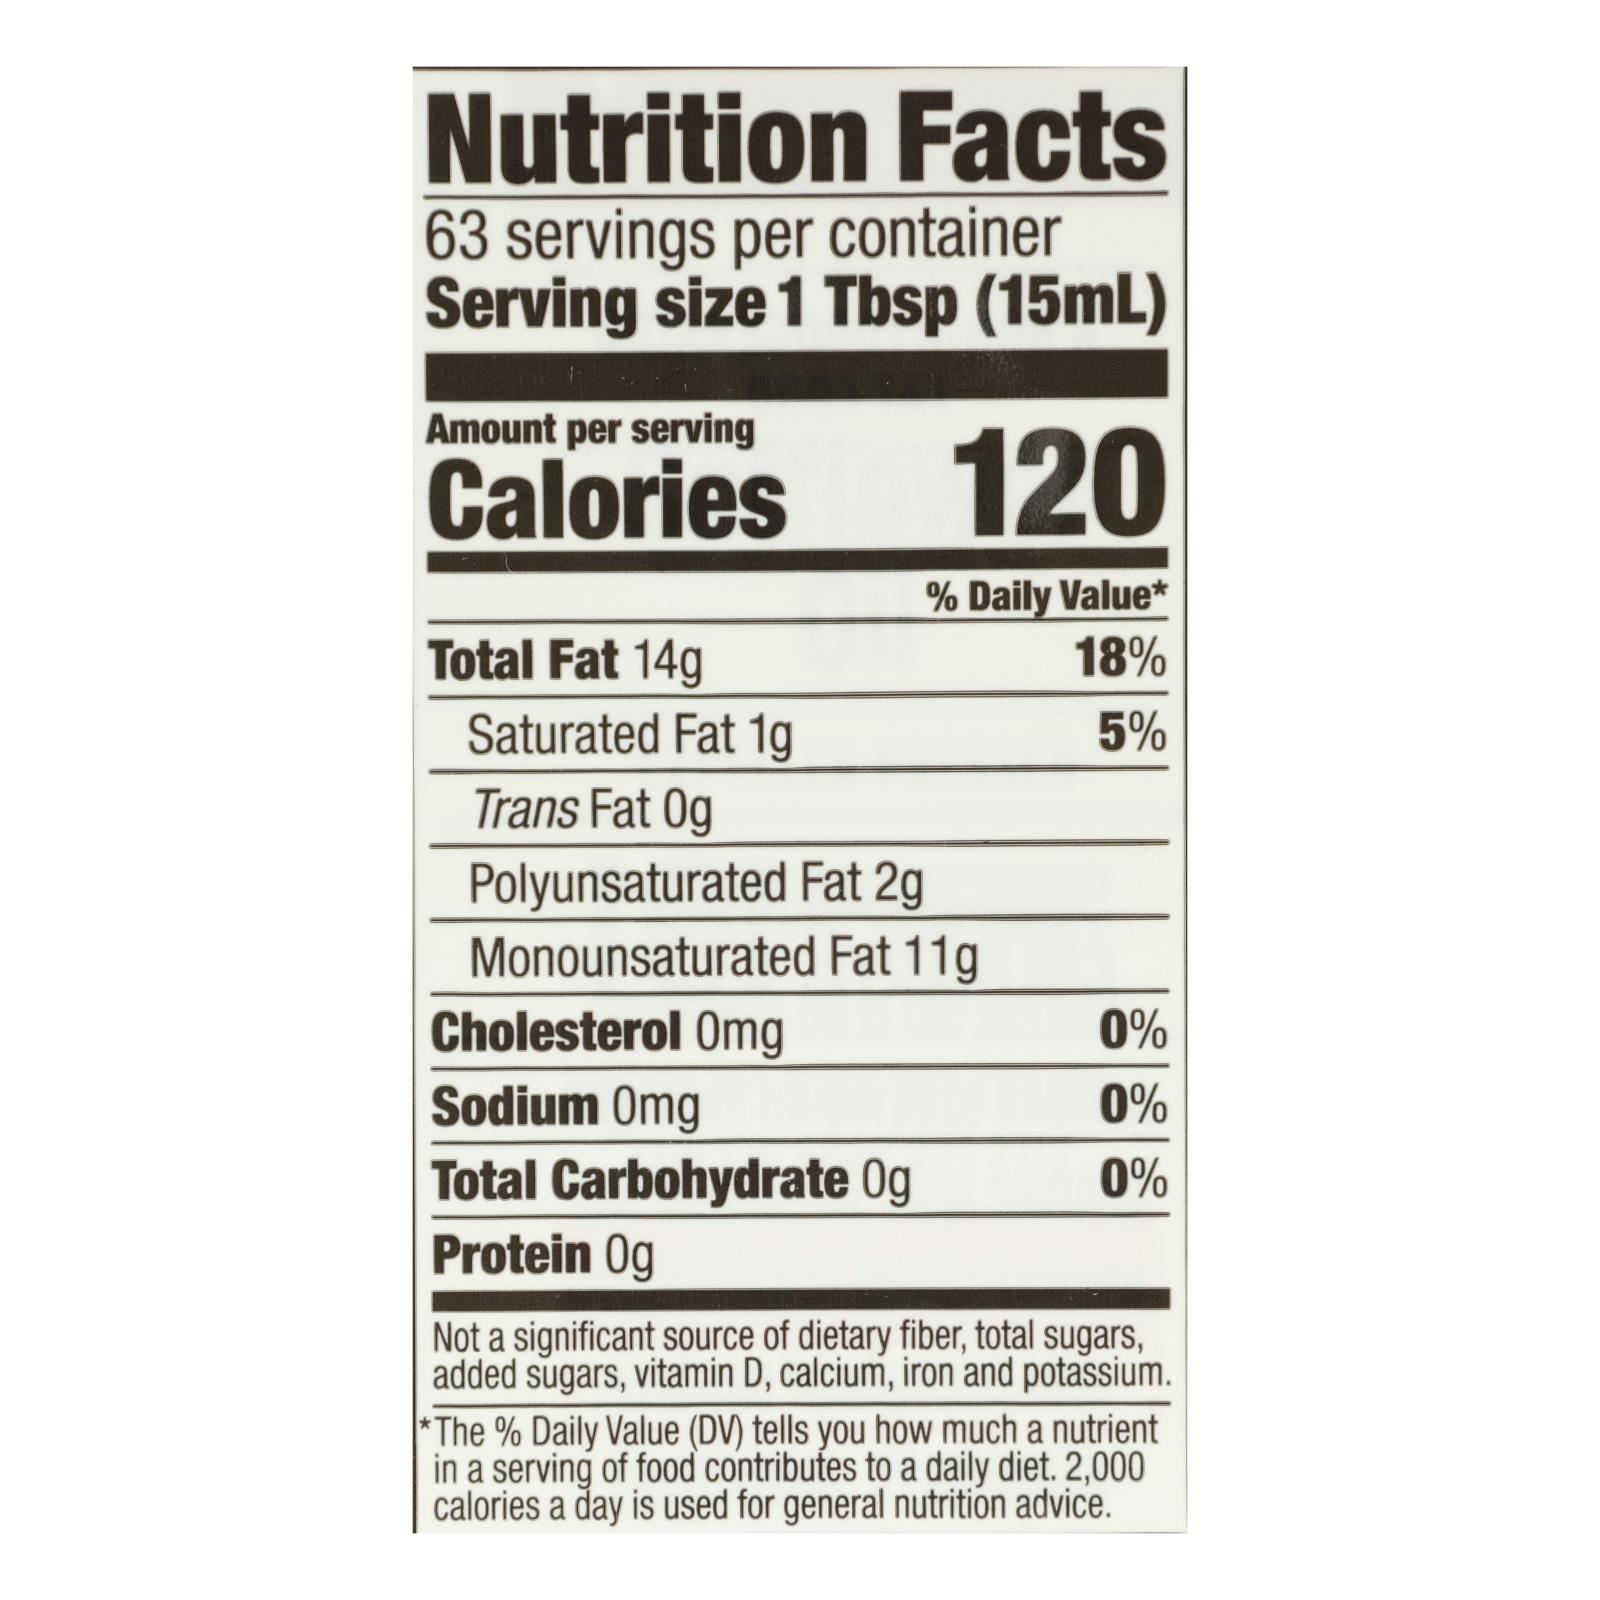 Nutrition Facts
63 servings per container
Serving size 1 Tbsp (15mL)
Amount per serving
Calories 120
% Daily Value*
Total Fat 14g 18%
Saturated Fat 1g 5%
Trans Fat 0g
Polyunsaturated Fat 2g
Monounsaturated Fat 11g
Cholesterol 0mg 0%
Sodium 0mg 0%
Total Carbohydrate 0g 0%
Protein 0g
Not a significant source of dietary fiber, total sugars,
added sugars, vitamin D, calcium, iron and potassium.
*The % Daily Value (DV) tells you how much a nutrient
in a serving of food contributes to a daily diet. 2,000
calories a day is used for general nutrition advice.